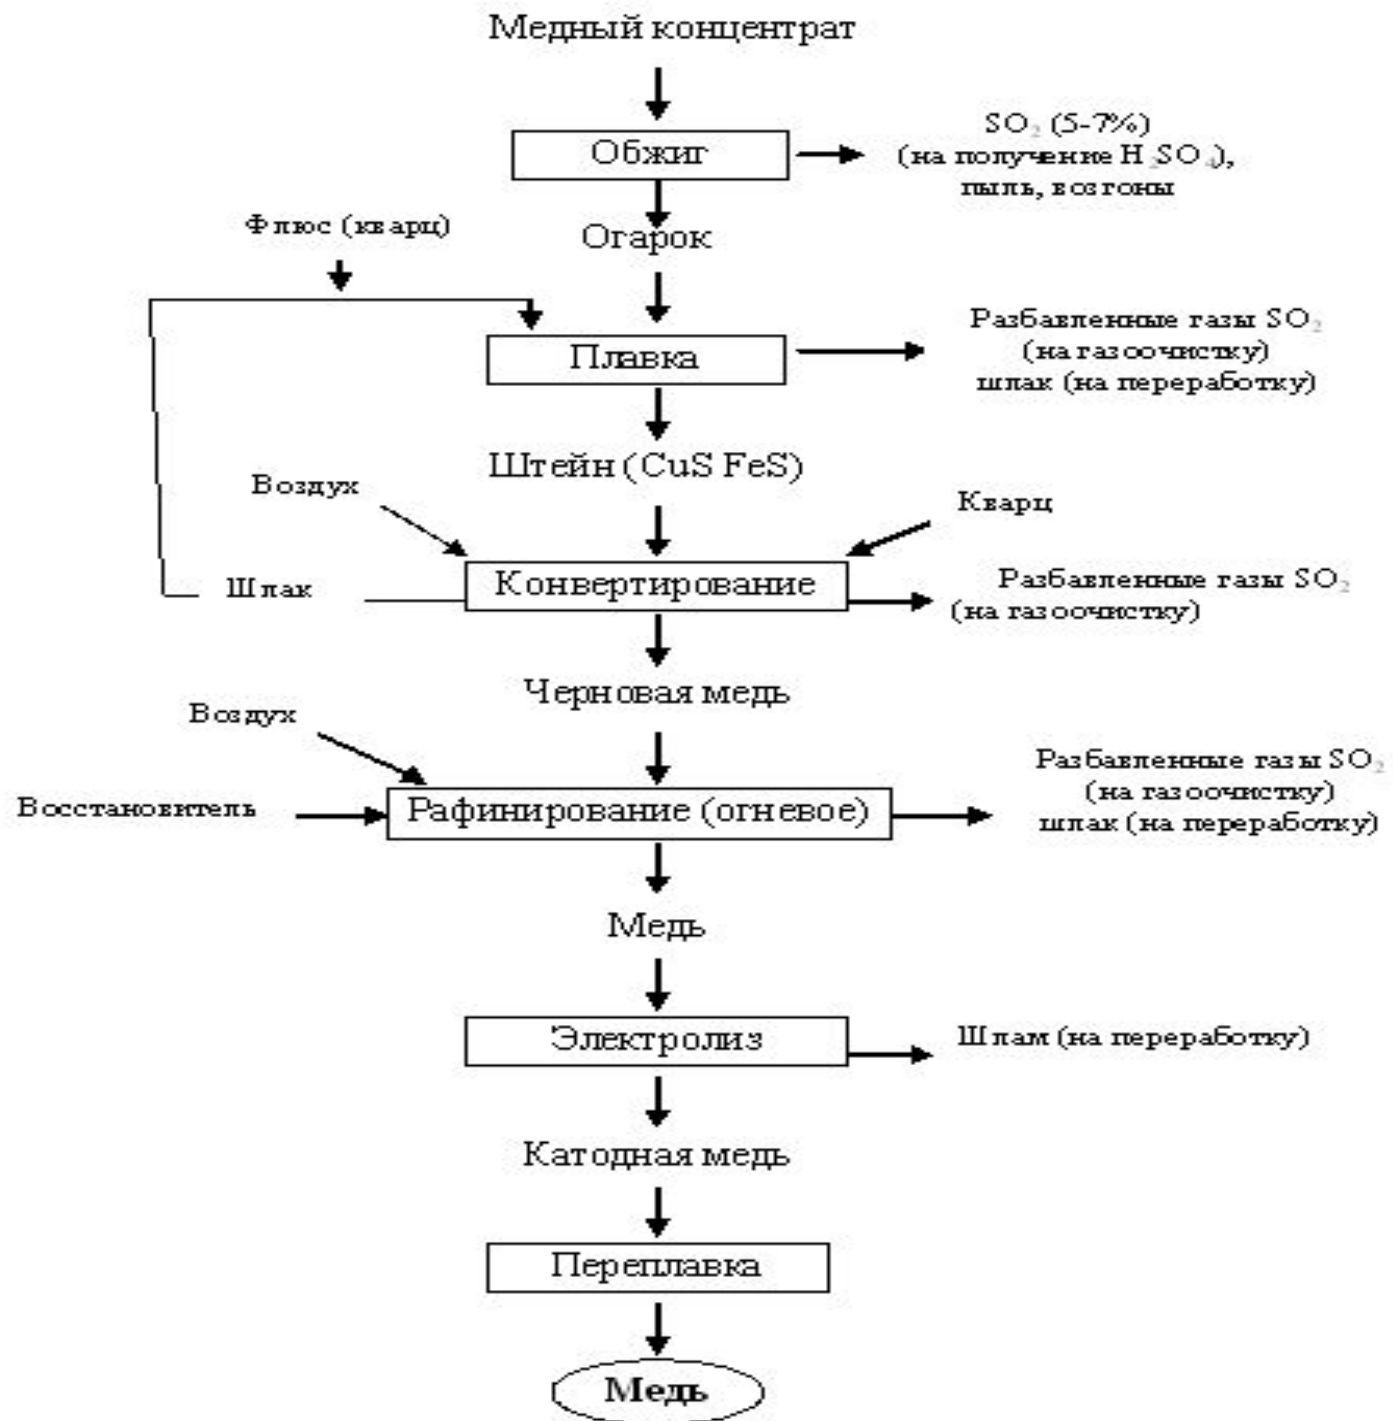 Медный концентрат
SO₂ (5-7%)
Обжиг
(на получение H₂SO₄),
пыль, возгоны
Флюс (кварц)
Огарок
Разбавленные газы SO₂
Плавка
(на газоочистку)
шлак (на переработку)
Штейн (CuS FeS)
Воздух
Кварц
Шлак
Конвертирование
Разбавленные газы SO₂
(на газоочистку)
Черновая медь
Воздух
Разбавленные газы SO₂
(на газоочистку)
Восстановитель
Рафинирование (огневое)
шлак (на переработку)
Медь
Электролиз
Шлам (на переработку)
Катодная медь
Переплавка
Медь